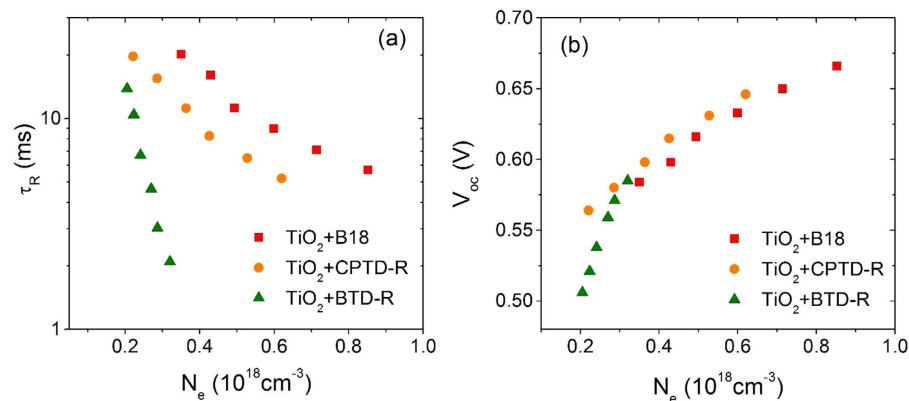 (a)
10
1
τR (ms)
TiO2+B18
TiO2+CPTD-R
TiO2+BTD-R
0.2 0.4 0.6 0.8 1.0
Ne (10^18cm^-3)
(b)
0.70
0.65
0.60
0.55
0.50
Voc (V)
TiO2+B18
TiO2+CPTD-R
TiO2+BTD-R
0.2 0.4 0.6 0.8 1.0
Ne (10^18cm^-3)